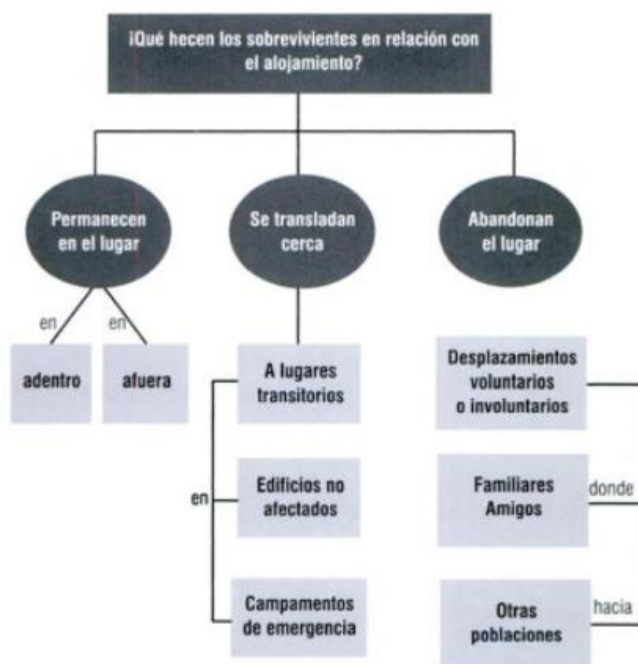 ¡Qué hecen los sobrevivientes en relación con
el alojamiento?
Permanecen
en el lugar
Se transladan
cerca
Abandonan
el lugar
en
en
adentro
afuera
A lugares
transitorios
Desplazamientos
voluntarios
o involuntarios
en
Edificios no
afectados
Familiares
Amigos
donde
Campamentos
de emergencia
Otras
poblaciones
hacia